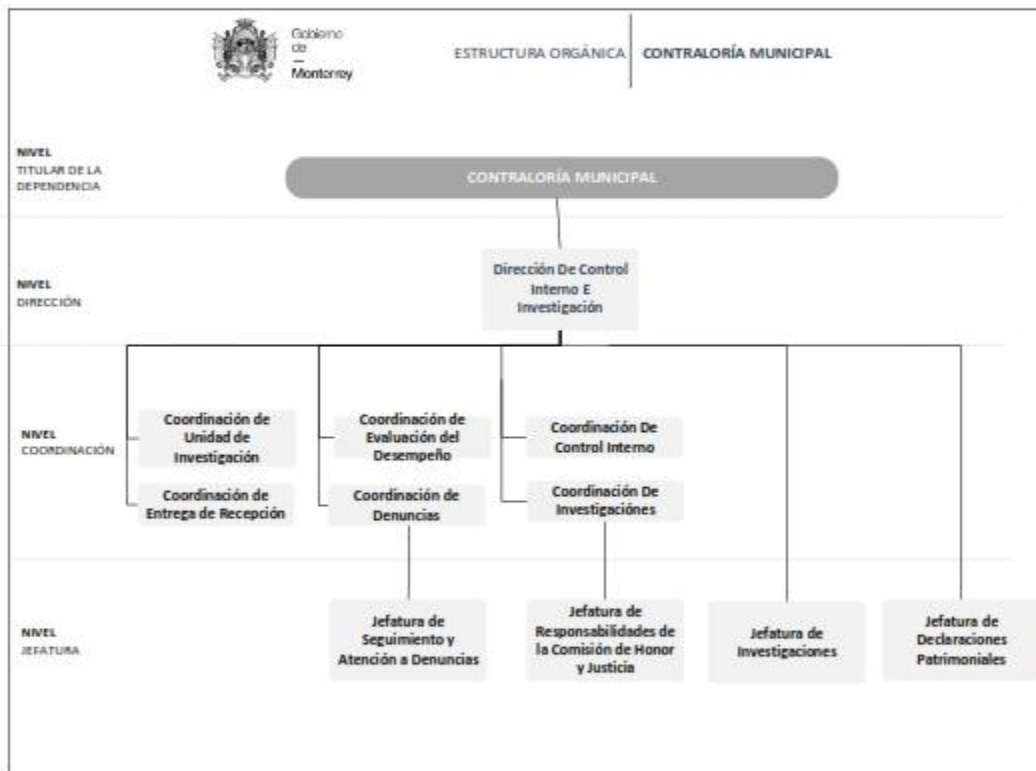 Gobierno
de
—
Monterrey
ESTRUCTURA ORGÁNICA
CONTRALORÍA MUNICIPAL
NIVEL
TITULAR DE LA
DEPENDENCIA
CONTRALORÍA MUNICIPAL
NIVEL
DIRECCIÓN
Dirección De Control
Interno E
Investigación
NIVEL
COORDINACIÓN
Coordinación de
Unidad de
Investigación
Coordinación de
Evaluación del
Desempeño
Coordinación De
Control Interno
Coordinación de
Entrega de Recepción
Coordinación de
Denuncias
Coordinación De
Investigaciónes
NIVEL
JEFATURA
Jefatura de
Seguimiento y
Atención a Denuncias
Jefatura de
Responsabilidades de
la Comisión de Honor
y Justicia
Jefatura de
Investigaciones
Jefatura de
Declaraciones
Patrimoniales